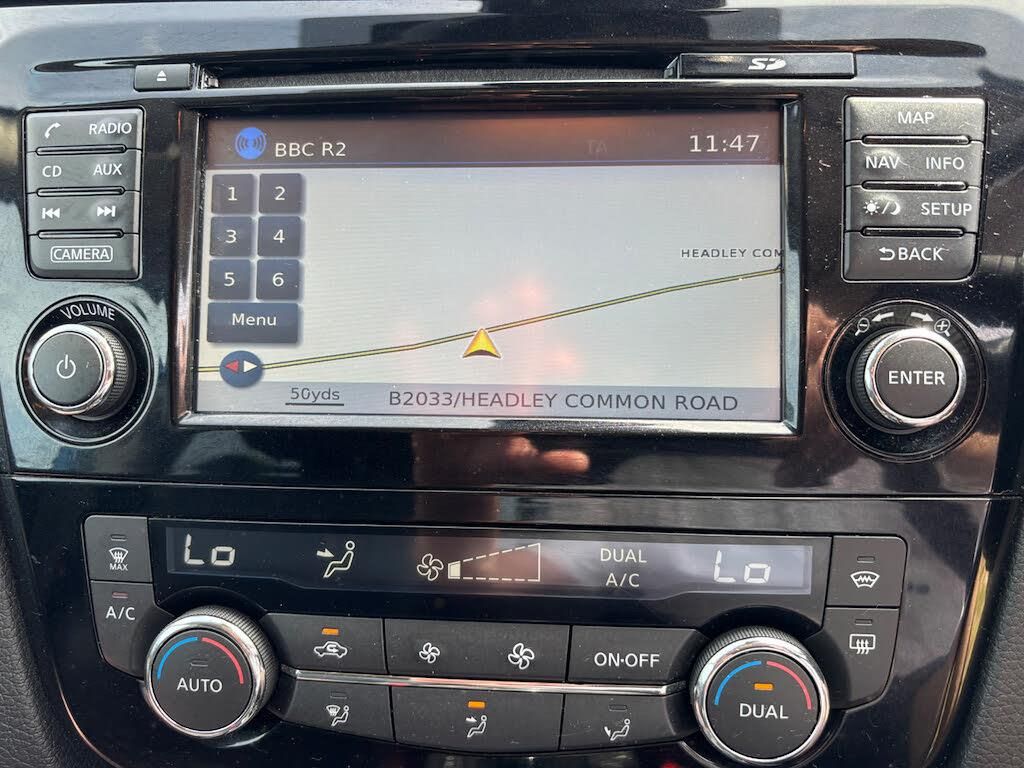 SD
RADIO
CD AUX
CAMERA
VOLUME
BBC R2
TA
11:47
1 2
3 4
5 6
Menu
HEADLEY COM
50yds
B2033/HEADLEY COMMON ROAD
MAP
NAV INFO
SETUP
BACK
ENTER
MAX
A/C
Lo
DUAL
A/C
Lo
AUTO
ON·OFF
DUAL